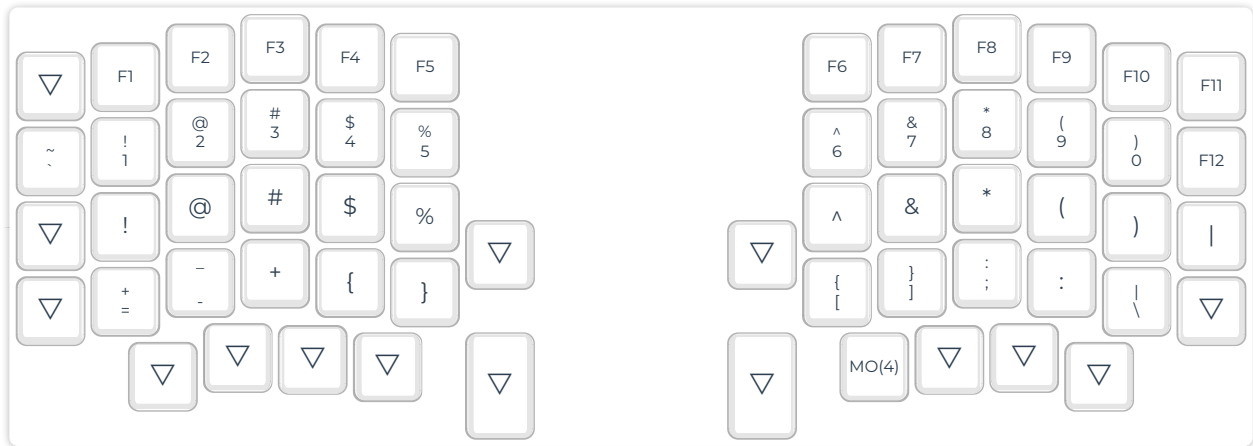 F1 F2 F3 F4 F5 F6 F7 F8 F9 F10 F11
~ ! @ # $ % ^ & * ( )
` 1 2 3 4 5 6 7 8 9 0 F12
! @ # $ % ^ & * ( ) |
+ _ + { } { } : : |
= - [ ] ; \
MO(4)